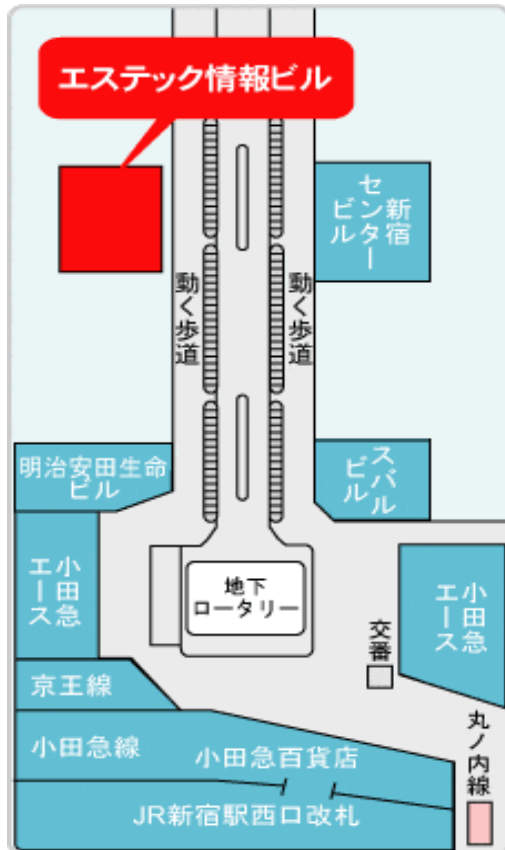 エステック情報ビル
新宿
センター
ビル
動く歩道
動く歩道
明治安田生命
ビル
スバル
ビル
小田急
エース
地下
ロータリー
小田急
エース
交番
京王線
小田急線
小田急百貨店
丸ノ内線
JR新宿駅西口改札